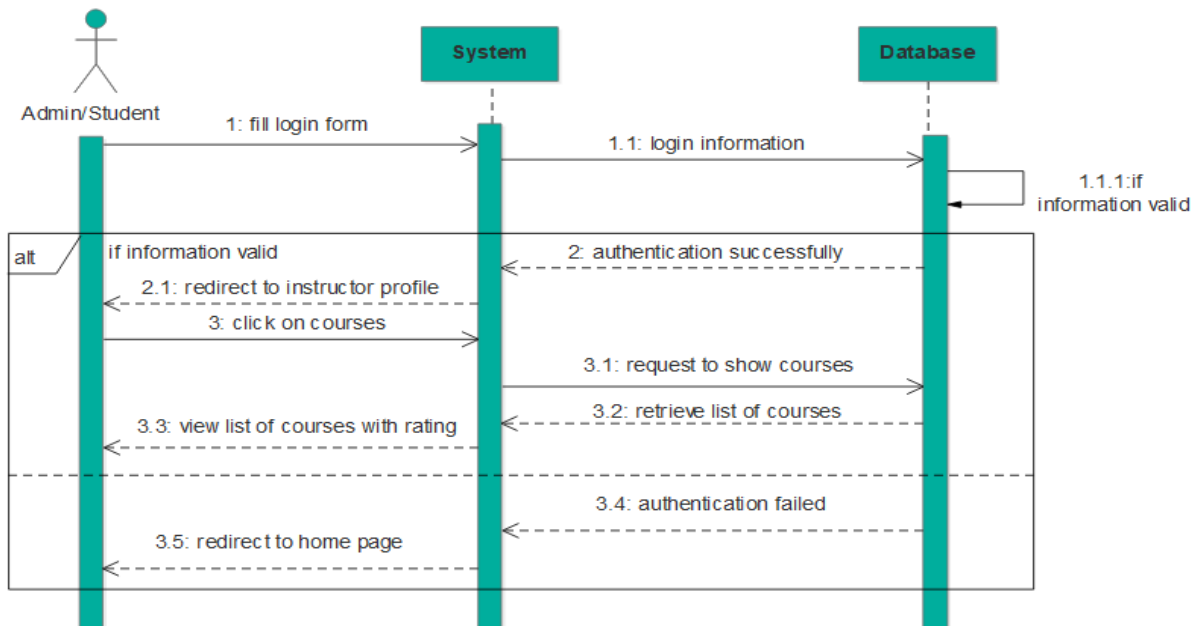 System
Database
Admin/Student
1: fill login form
1.1: login information
1.1.1:if
information valid
alt
if information valid
2: authentication successfully
2.1: redirect to instructor profile
3: click on courses
3.1: request to show courses
3.2: retrieve list of courses
3.3: view list of courses with rating
3.4: authentication failed
3.5: redirect to home page